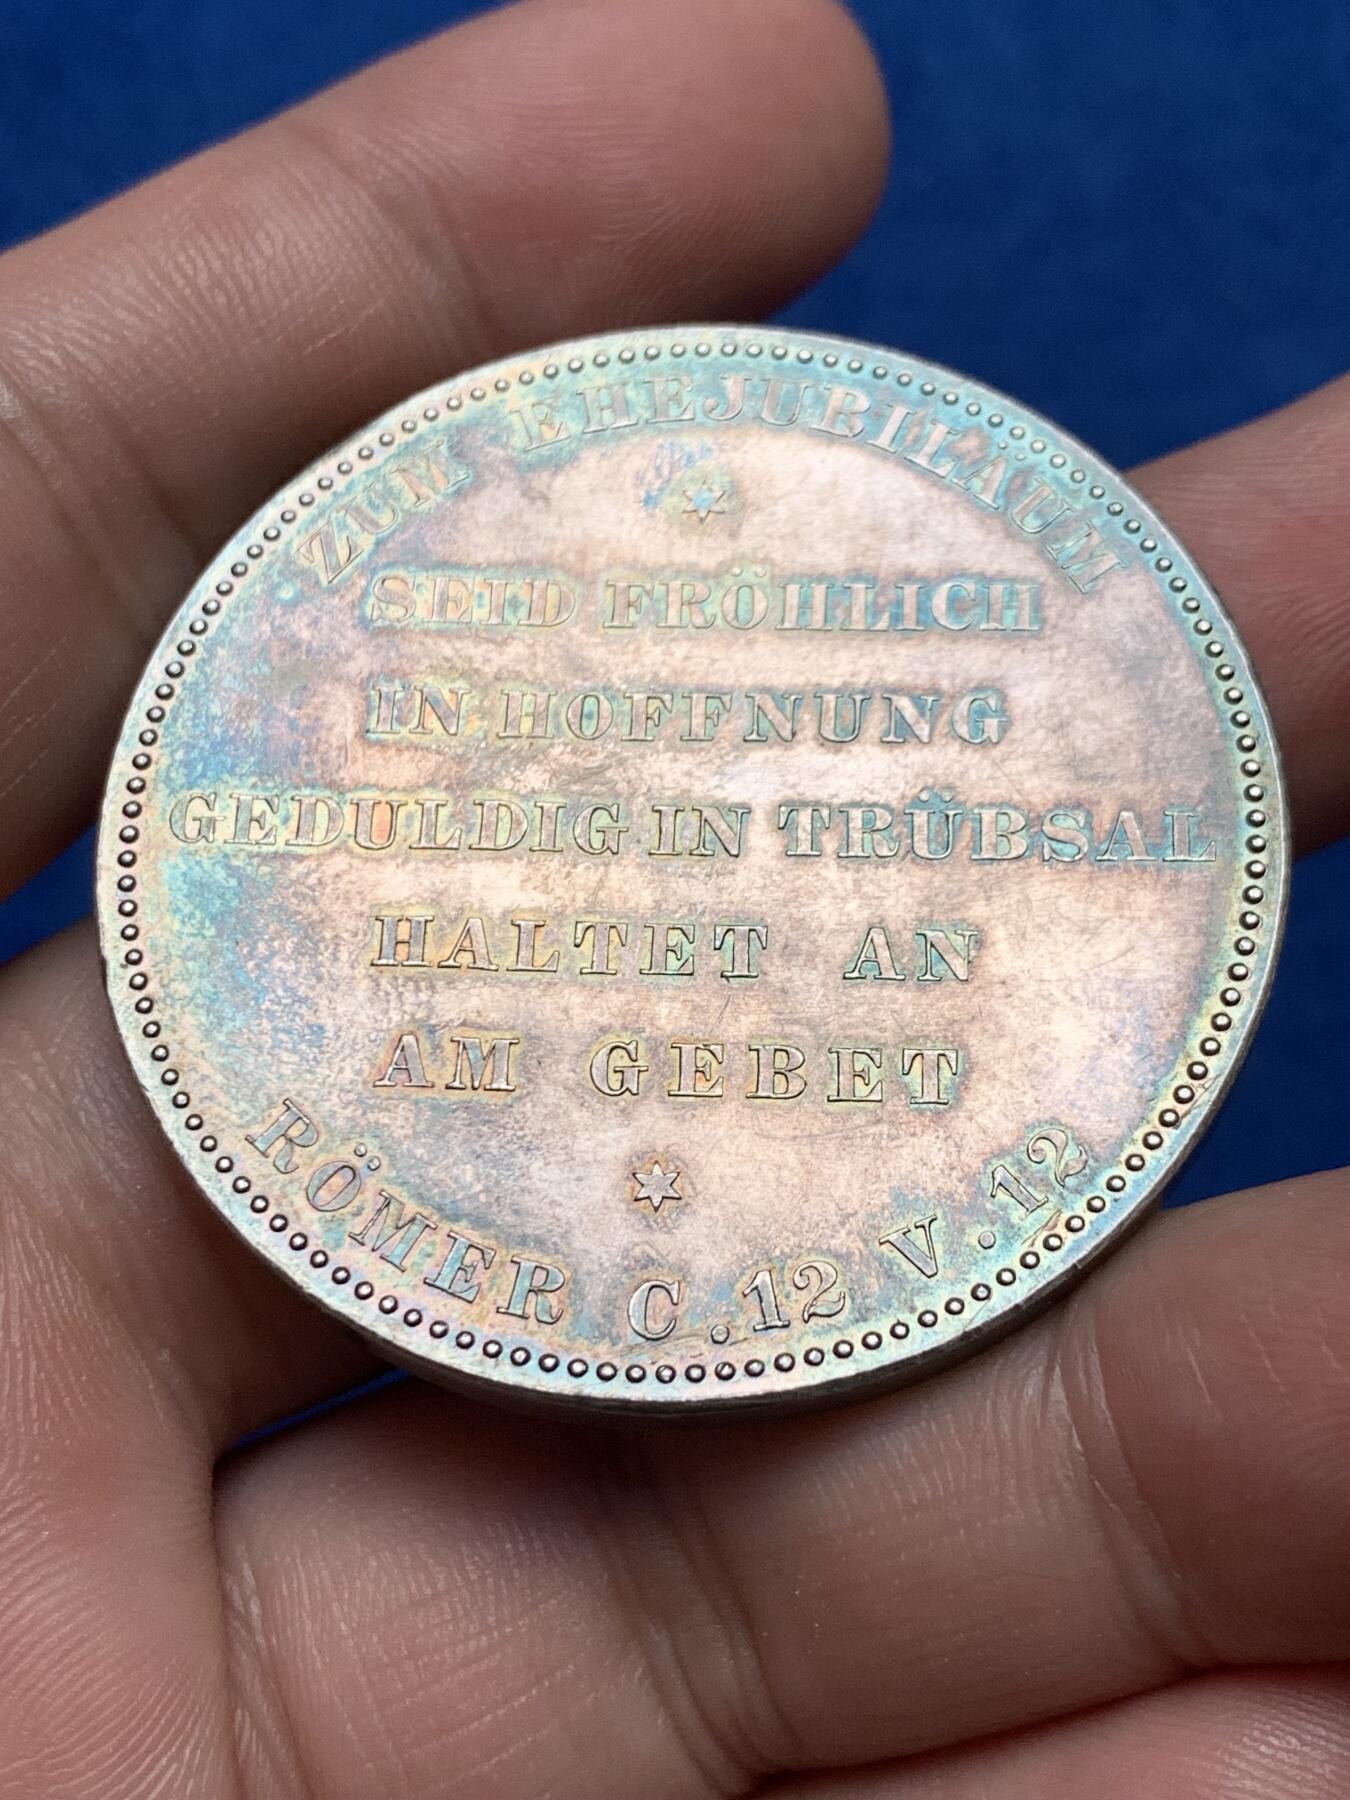 ZUM EHEJUBILÄUM
SEID FRÖHLICH
IN HOFFNUNG
GEDULDIG IN TRÜBSAL
HALTET AN
AM GEBET
RÖMER C.12 V.12